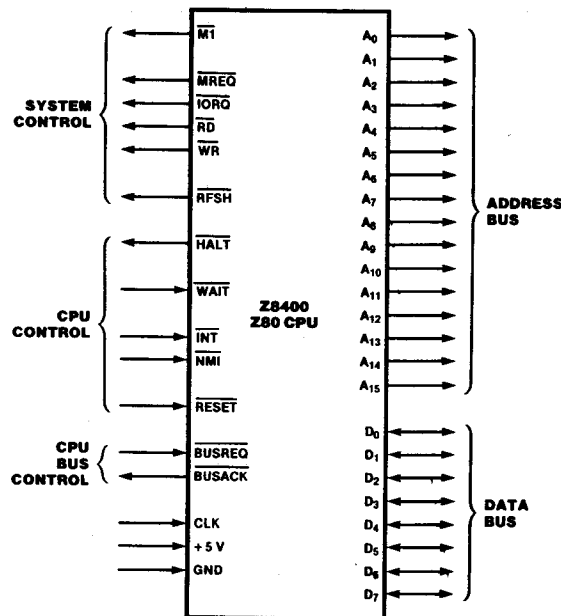 SYSTEM
CONTROL
M1
MREQ
IORQ
RD
WR
RFSH
CPU
CONTROL
HALT
WAIT
INT
NMI
RESET
CPU
BUS
CONTROL
BUSREQ
BUSACK
CLK
+ 5 V
GND
Z8400
Z80 CPU
A0
A1
A2
A3
A4
A5
A6
A7
A8
A9
A10
A11
A12
A13
A14
A15
ADDRESS
BUS
D0
D1
D2
D3
D4
D5
D6
D7
DATA
BUS